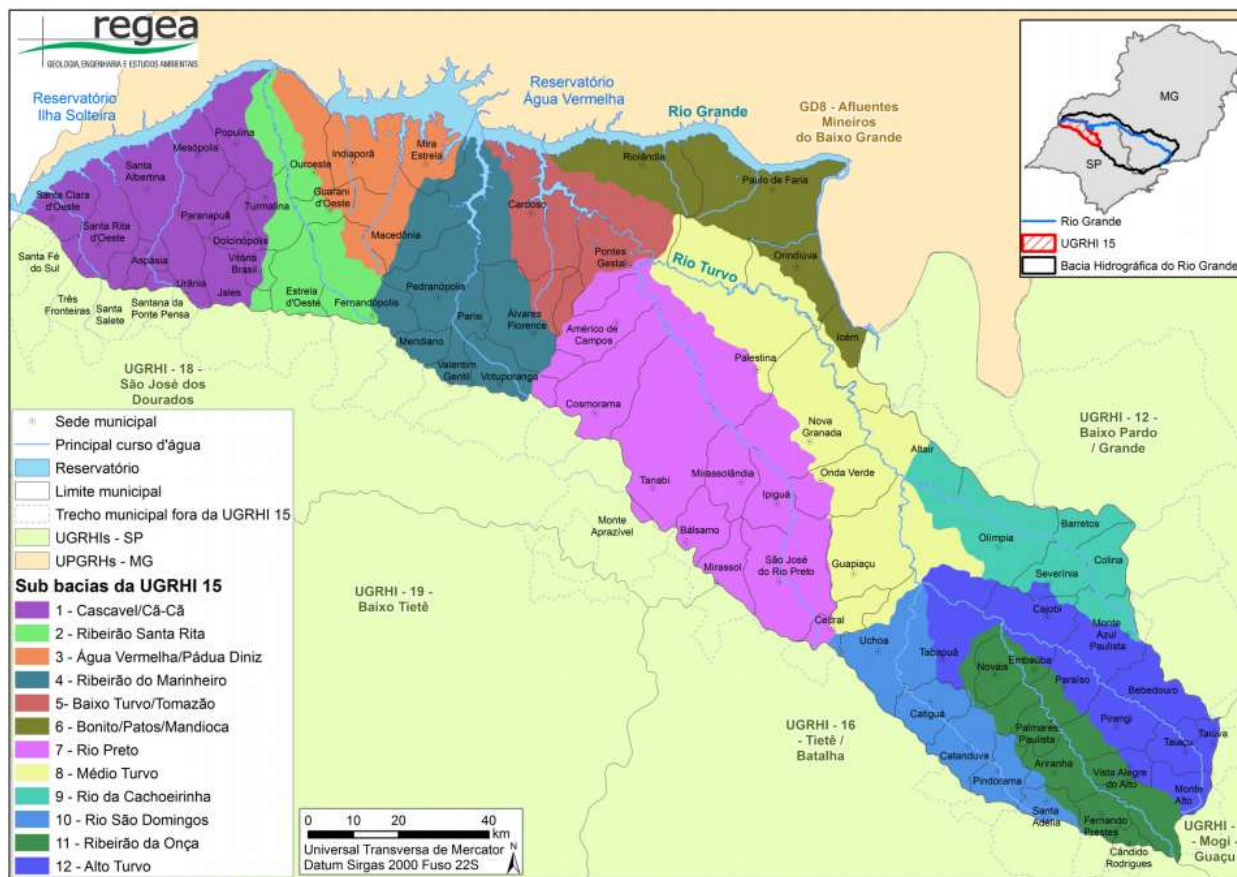 regea
GEOLOGIA, ENGENHARIA E ESTUDOS AMBIENTAIS
Reservatório
Ilha Solteira
Reservatório
Água Vermelha
Rio Grande
GD8 - Afluentes
Mineiros
do Baixo Grande
MG
SP
Rio Grande
UGRHI 15
Bacia Hidrográfica do Rio Grande
Populina
Mesópolis
Santa
Albertina
Santa Clara
d'Oeste
Santa Rita
d'Oeste
Paranapuã
Aspásia
Dolcinópolis
Vitória
Brasil
Urânia
Jales
Turmalina
Ouroeste
Guarani
d'Oeste
Indiaporã
Mira
Estrela
Macedônia
Estrela
d'Oeste
Fernandópolis
Pedranópolis
Parisi
Meridiano
Valentim
Gentil
Votuporanga
Álvares
Florence
Cardoso
Pontes
Gestal
Riolândia
Paulo de Faria
Orindiúva
Icém
Rio Turvo
Santa Fé
do Sul
Três
Fronteiras
Santa
Salete
Santana da
Ponte Pensa
Américo de
Campos
Palestina
Cosmorama
Nova
Granada
Tanabi
Mirassolândia
Ipiguá
Onda Verde
Altair
Monte
Aprazível
Bálsamo
Mirassol
São José
do Rio Preto
Guapiaçu
Cedral
Olímpia
Barretos
Colina
Severínia
Uchoa
Tabapuã
Cajobi
Monte
Azul
Paulista
Novais
Embaúba
Paraíso
Bebedouro
Catiguá
Palmares
Paulista
Pirangi
Taiúva
Taiaçu
Catanduva
Ariranha
Vista Alegre
do Alto
Monte
Alto
Pindorama
Santa
Adélia
Fernando
Prestes
Cândido
Rodrigues
UGRHI - 18 -
São José dos
Dourados
UGRHI - 12 -
Baixo Pardo
/ Grande
UGRHI - 19 -
Baixo Tietê
UGRHI - 16
- Tietê /
Batalha
UGRHI -
- Mogi -
Guaçu
Sede municipal
Principal curso d'água
Reservatório
Limite municipal
Trecho municipal fora da UGRHI 15
UGRHIs - SP
UPGRHs - MG
Sub bacias da UGRHI 15
1 - Cascavel/Cã-Cã
2 - Ribeirão Santa Rita
3 - Água Vermelha/Pádua Diniz
4 - Ribeirão do Marinheiro
5- Baixo Turvo/Tomazão
6 - Bonito/Patos/Mandioca
7 - Rio Preto
8 - Médio Turvo
9 - Rio da Cachoeirinha
10 - Rio São Domingos
11 - Ribeirão da Onça
12 - Alto Turvo
0 10 20 40
km
Universal Transversa de Mercator
Datum Sirgas 2000 Fuso 22S
N